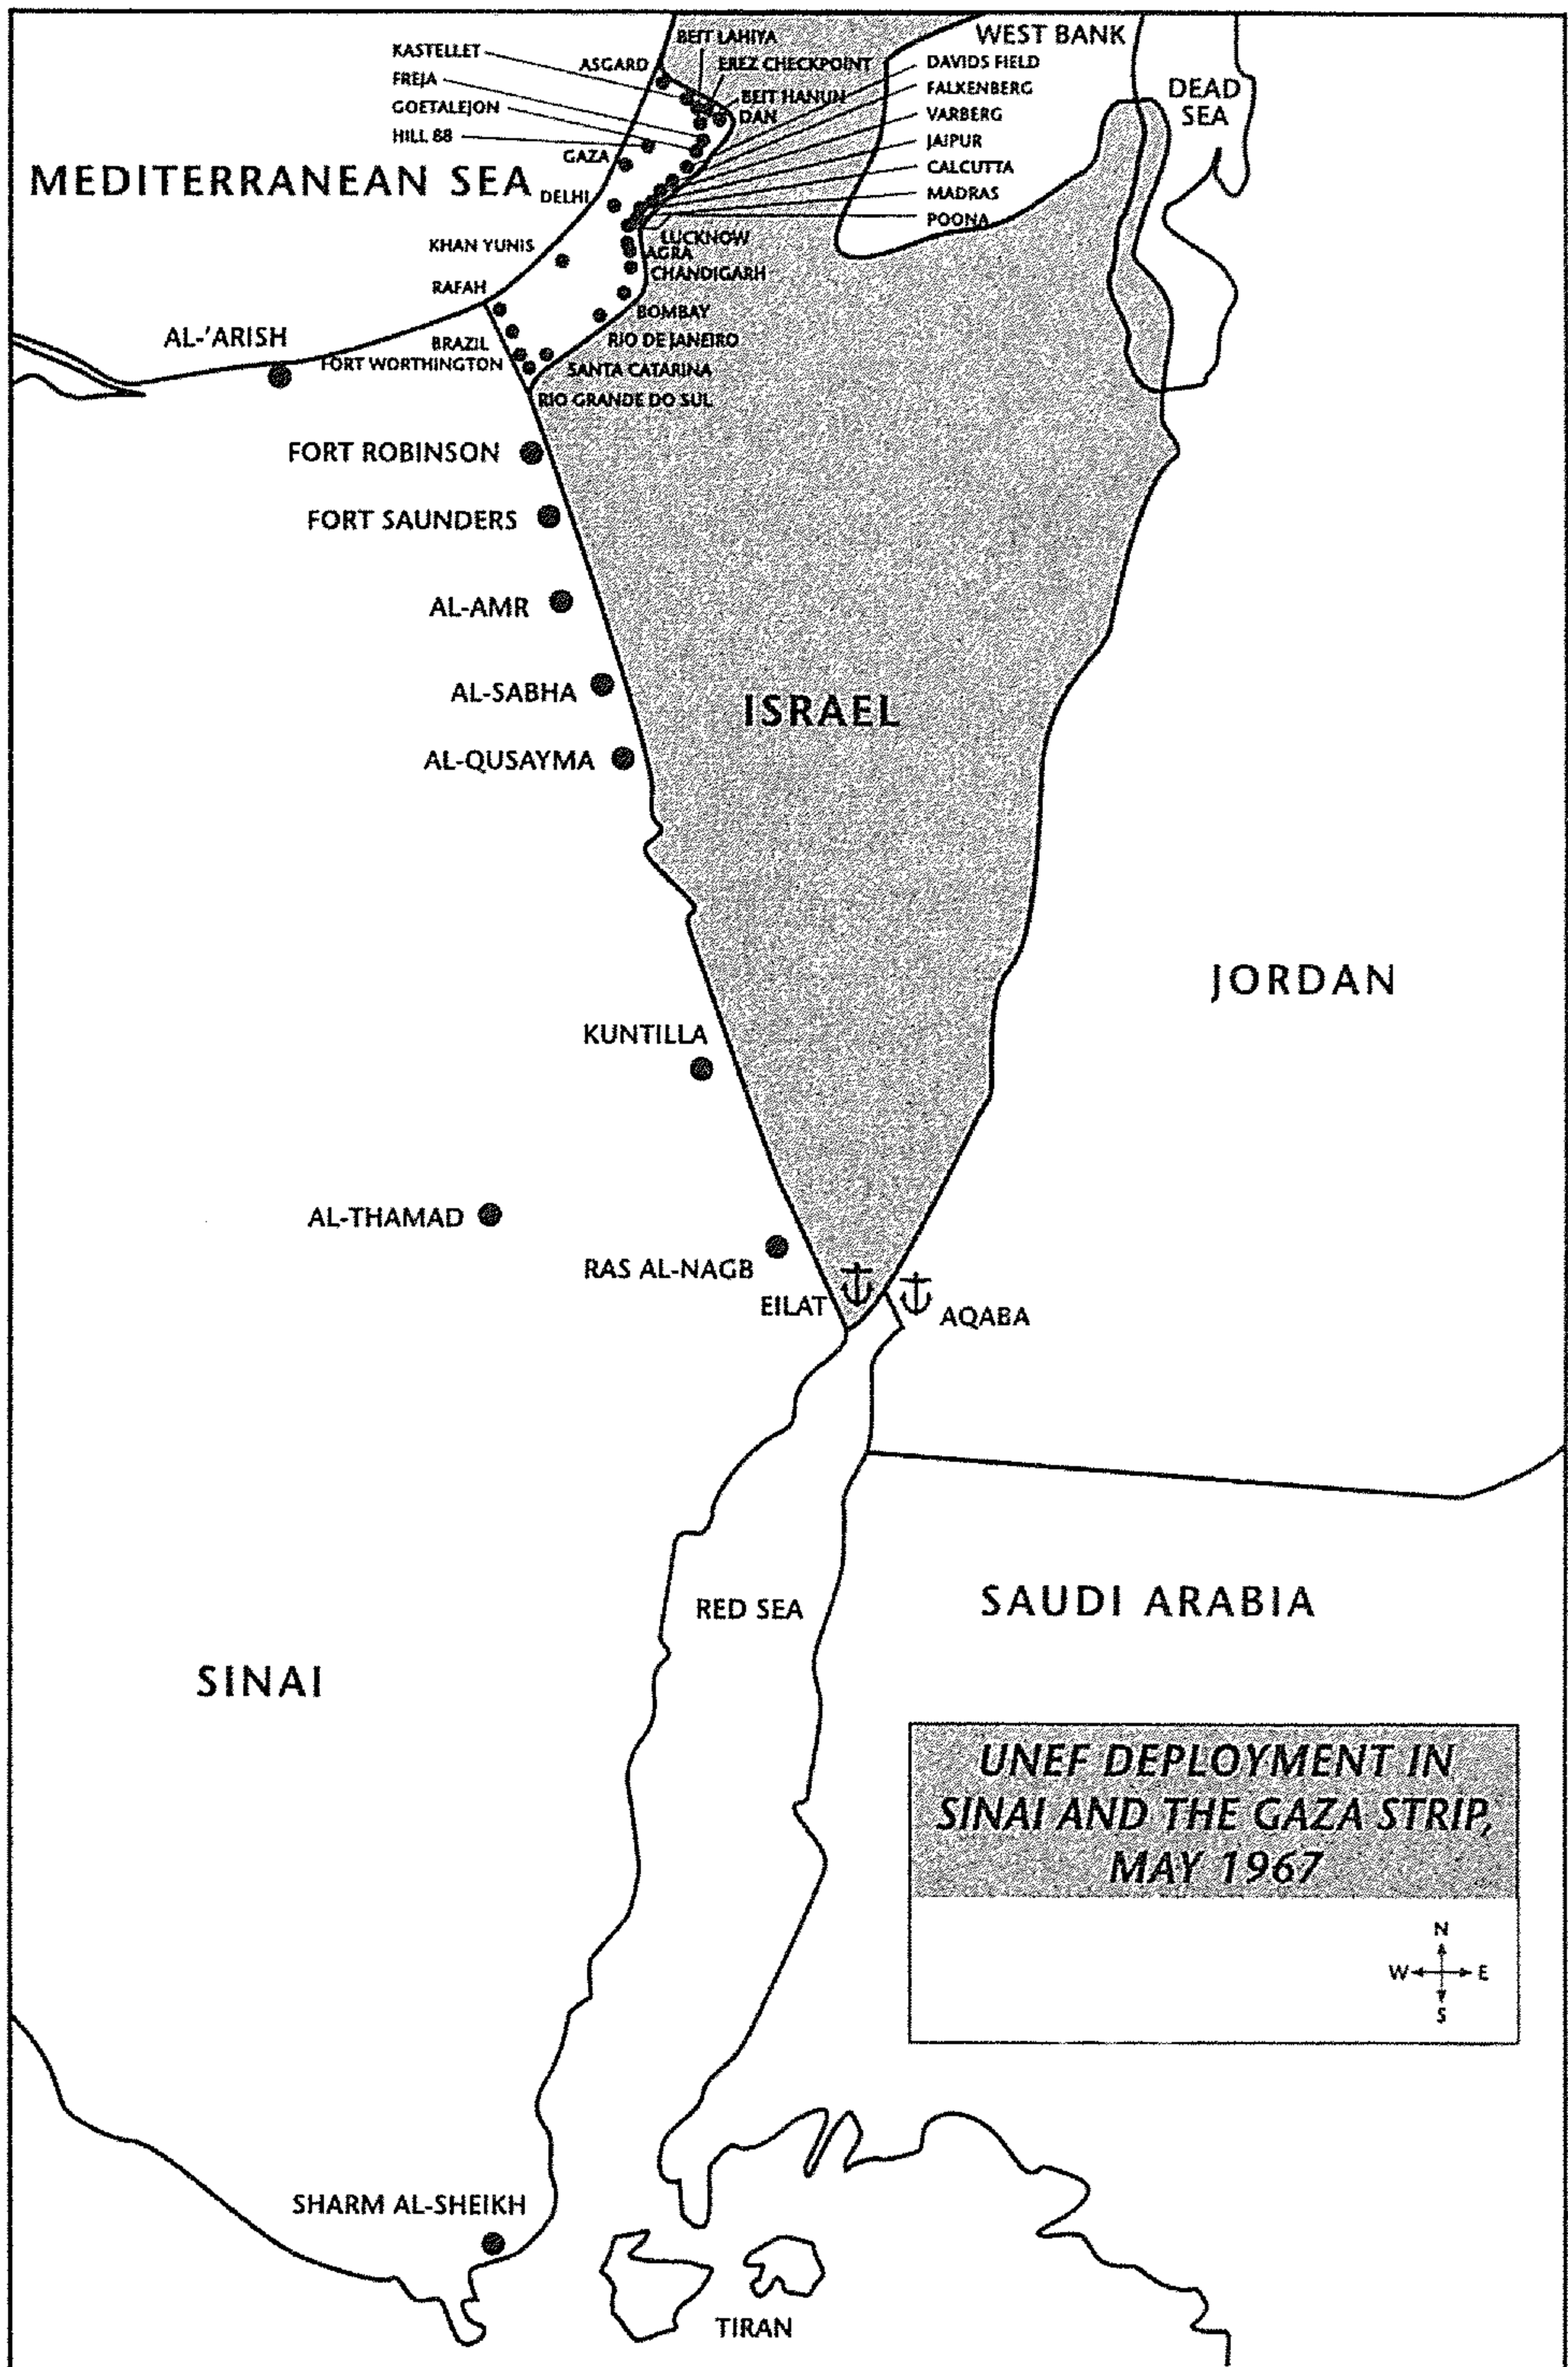 BEIT LAHIYA
WEST BANK
KASTELLET
ASGARD
EREZ CHECKPOINT
DAVIDS FIELD
FREJA
FALKENBERG
DEAD
SEA
GOETALEJON
BEIT HANUN
DAN
VARBERG
HILL 88
JAIPUR
GAZA
CALCUTTA
MEDITERRANEAN SEA
DELHI
MADRAS
POONA
KHAN YUNIS
LUCKNOW
AGRA
CHANDIGARH
RAFAH
BOMBAY
AL-'ARISH
BRAZIL
RIO DE JANEIRO
FORT WORTHINGTON
SANTA CATARINA
RIO GRANDE DO SUL
FORT ROBINSON
FORT SAUNDERS
AL-AMR
AL-SABHA
ISRAEL
AL-QUSAYMA
JORDAN
KUNTILLA
AL-THAMAD
RAS AL-NAGB
EILAT
AQABA
RED SEA
SAUDI ARABIA
SINAI
UNEF DEPLOYMENT IN
SINAI AND THE GAZA STRIP,
MAY 1967
N
W E
S
SHARM AL-SHEIKH
TIRAN